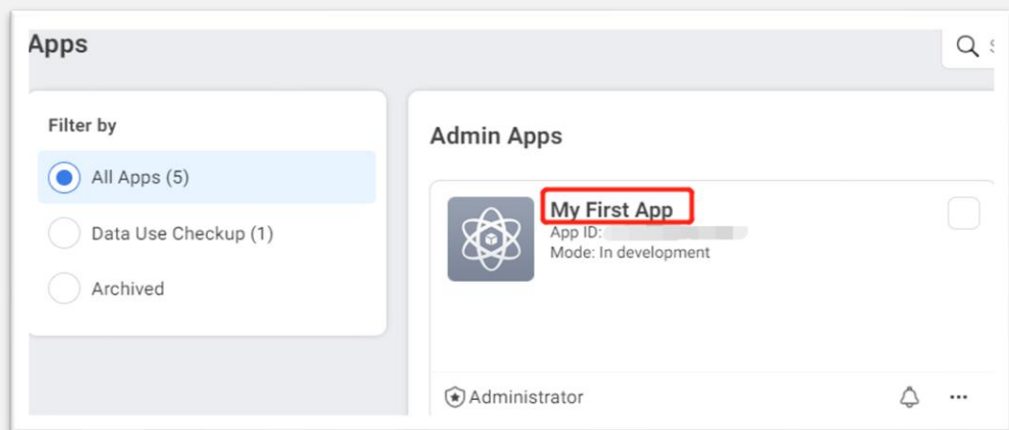 Apps
Filter by
All Apps (5)
Data Use Checkup (1)
Archived
Admin Apps
My First App
App ID:
Mode: In development
Administrator